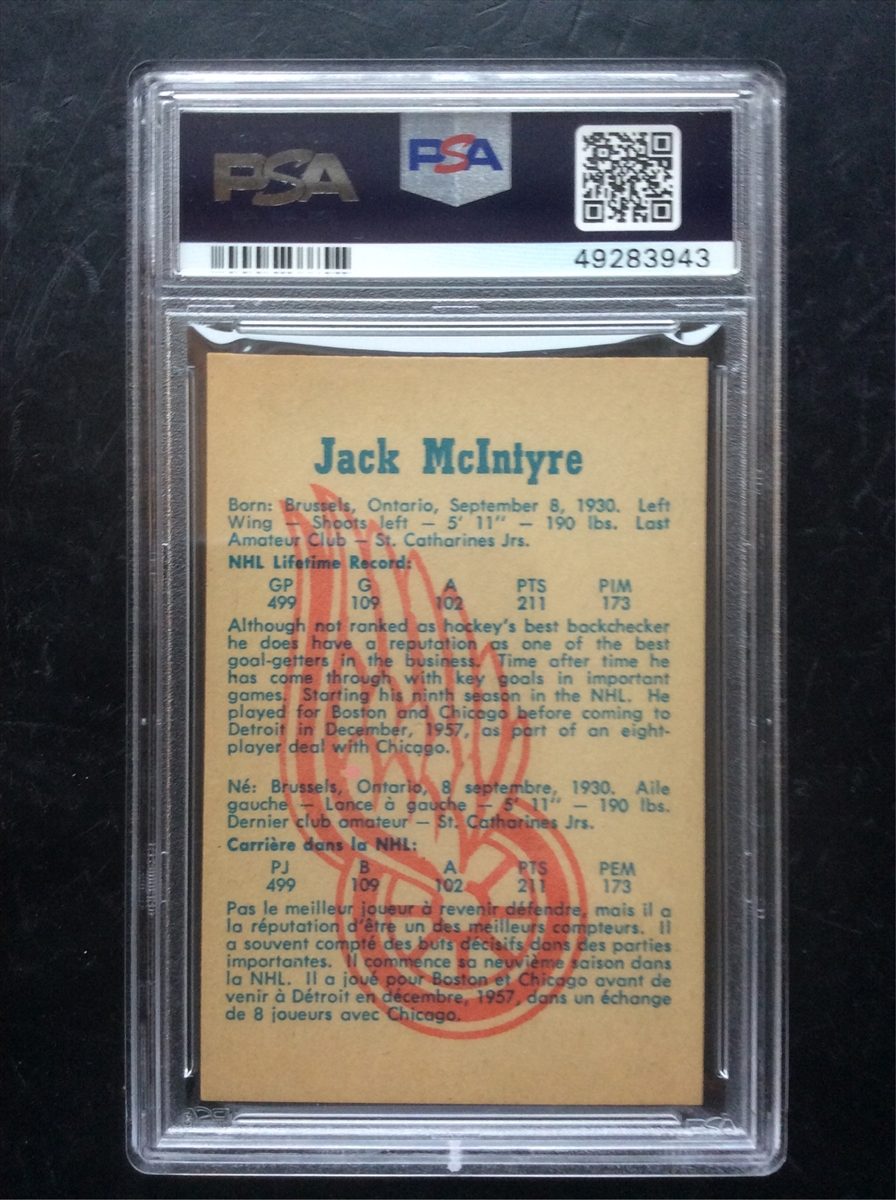 PSA
PSA
49283943
Jack McIntyre
Born: Brussels, Ontario, September 8, 1930. Left
Wing — Shoots left — 5' 11" — 190 lbs. Last
Amateur Club — St. Catharines Jrs.
NHL Lifetime Record:
GP G A PTS PIM
499 109 102 211 173
Although not ranked as hockey's best backchecker
he does have a reputation as one of the best
goal-getters in the business. Time after time he
has come through with key goals in important
games. Starting his ninth season in the NHL. He
played for Boston and Chicago before coming to
Detroit in December, 1957, as part of an eight-
player deal with Chicago.
Né: Brussels, Ontario, 8 septembre, 1930. Aile
gauche — Lance à gauche — 5' 11" — 190 lbs.
Dernier club amateur — St. Catharines Jrs.
Carrière dans la NHL:
PJ B A PTS PEM
499 109 102 211 173
Pas le meilleur joueur à revenir défendre, mais il a
la réputation d'être un des meilleurs compteurs. Il
a souvent compté des buts décisifs dans des parties
importantes. Il commence sa neuvième saison dans
la NHL. Il a joué pour Boston et Chicago avant de
venir à Détroit en décembre, 1957, dans un échange
de 8 joueurs avec Chicago.
PSA
PSA